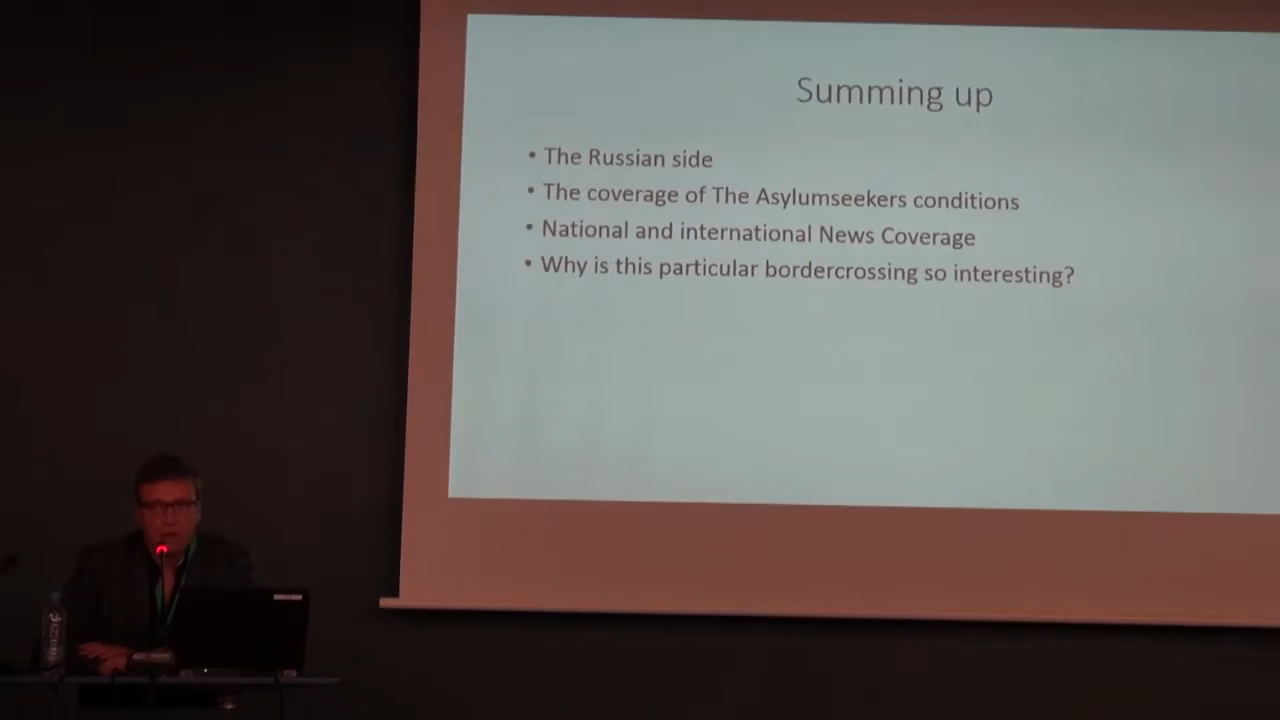 Summing up
• The Russian side
• The coverage of The Asylumseekers conditions
• National and international News Coverage
• Why is this particular bordercrossing so interesting?